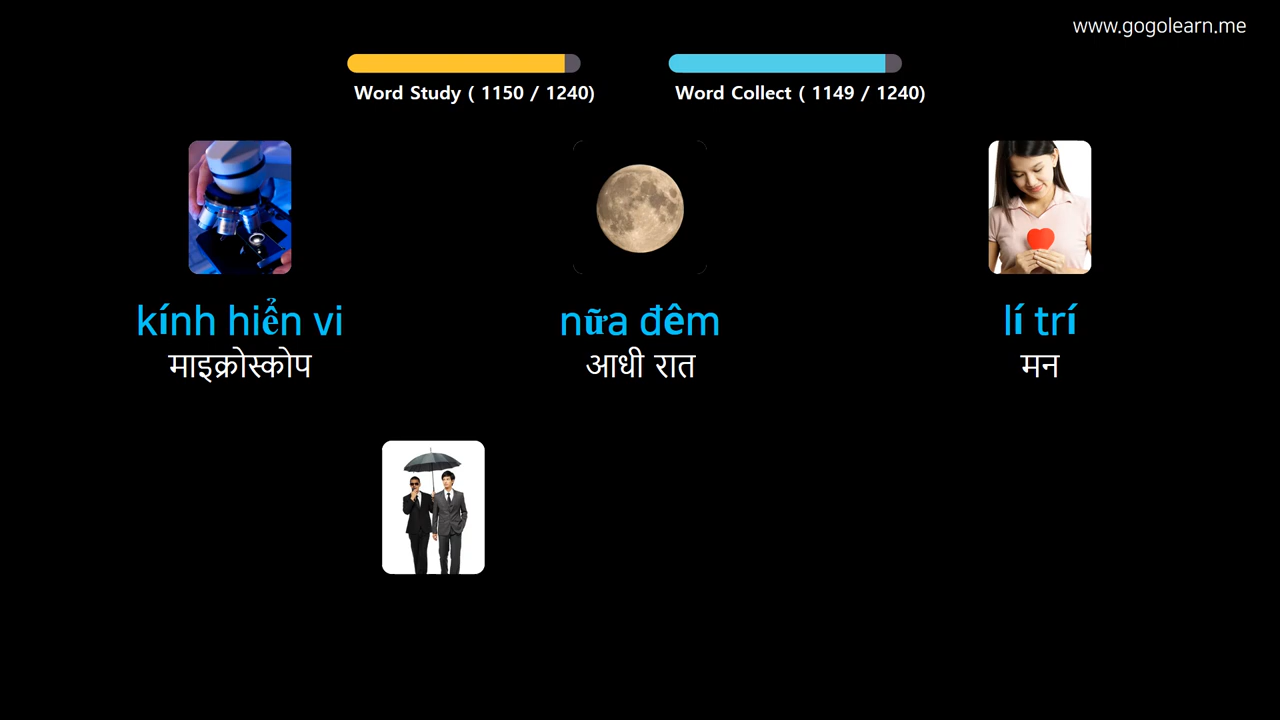 www.gogolearn.me
Word Study ( 1150 / 1240)
Word Collect ( 1149 / 1240)
kính hiển vi
nữa đêm
lí trí
माइक्रोस्कोप
आधी रात
मन